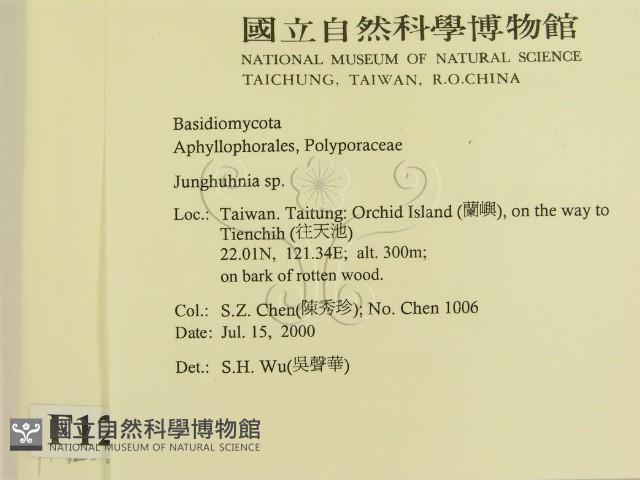 國立自然科學博物館
NATIONAL MUSEUM OF NATURAL SCIENCE
TAICHUNG, TAIWAN, R.O.CHINA
Basidiomycota
Aphyllophorales, Polyporaceae
Junghuhnia sp.
Loc.: Taiwan. Taitung: Orchid Island (蘭嶼), on the way to
Tienchih (往天池)
22.01N, 121.34E; alt. 300m;
on bark of rotten wood.
Col.: S.Z. Chen(陳秀珍); No. Chen 1006
Date: Jul. 15, 2000
Det.: S.H. Wu(吳聲華)
國立自然科學博物館
NATIONAL MUSEUM OF NATURAL SCIENCE